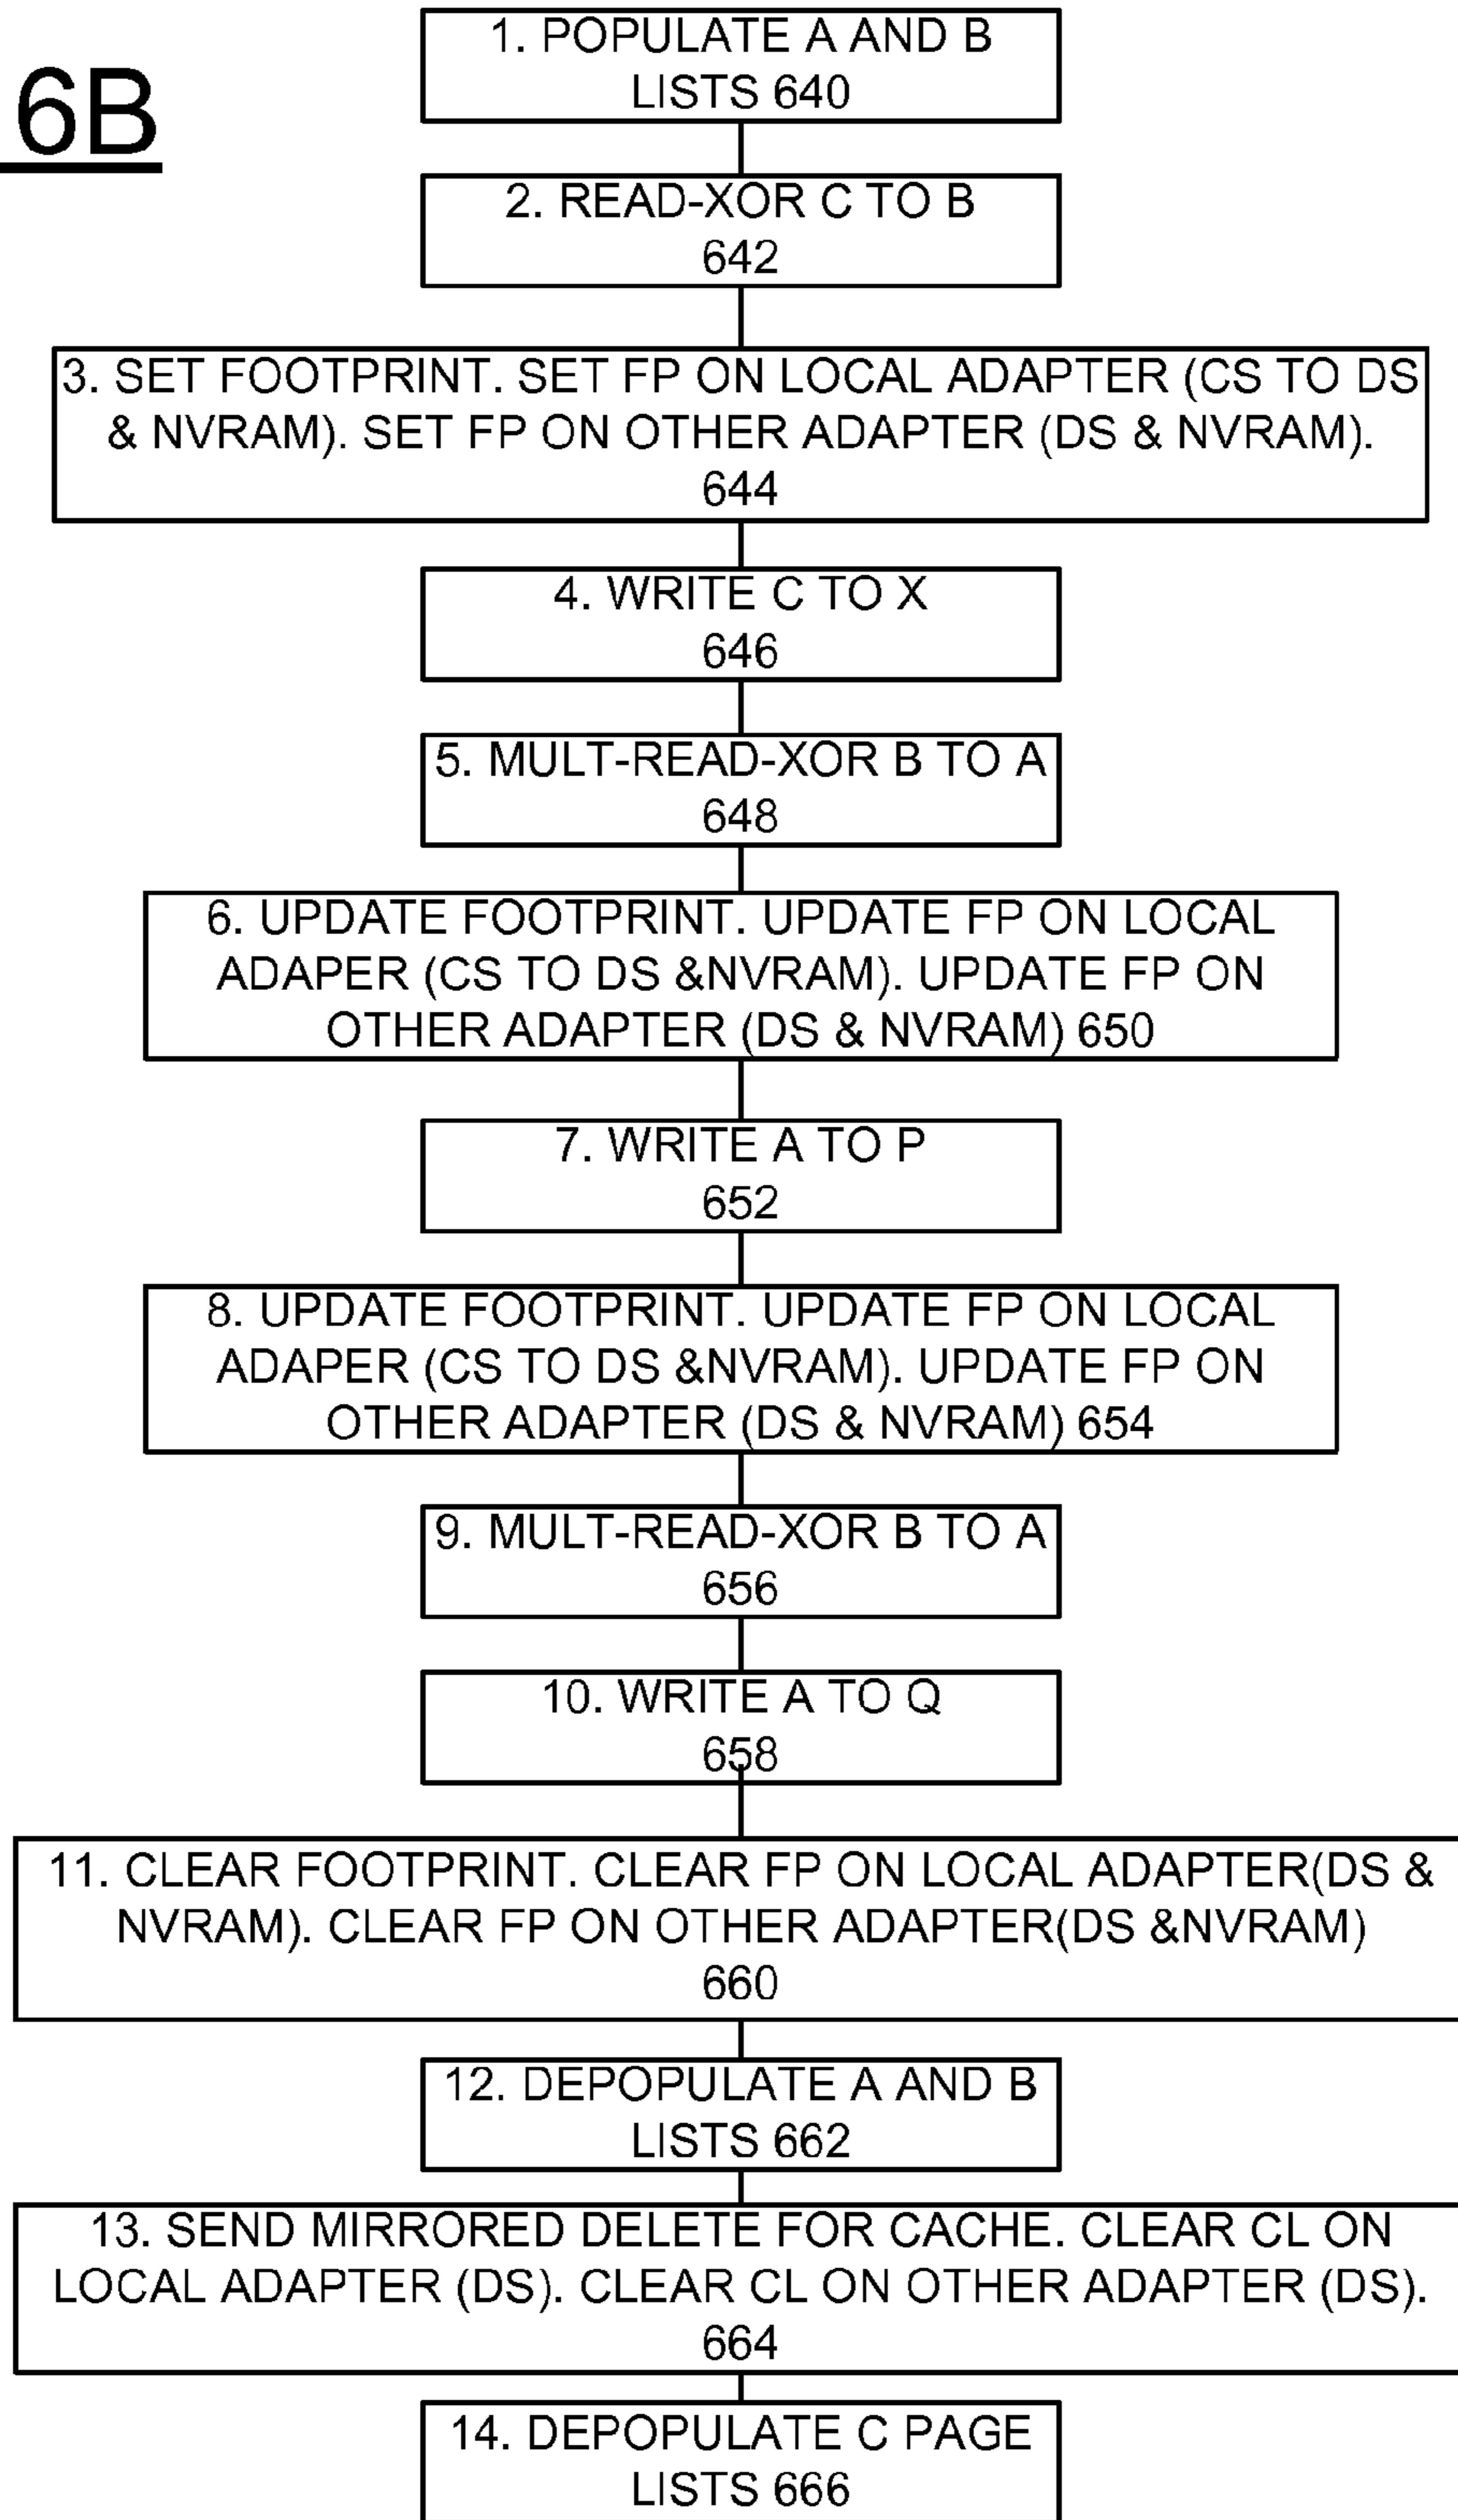 6B
1. POPULATE A AND B
LISTS 640
2. READ-XOR C TO B
642
3. SET FOOTPRINT. SET FP ON LOCAL ADAPTER (CS TO DS
& NVRAM). SET FP ON OTHER ADAPTER (DS & NVRAM).
644
4. WRITE C TO X
646
5. MULT-READ-XOR B TO A
648
6. UPDATE FOOTPRINT. UPDATE FP ON LOCAL
ADAPER (CS TO DS &NVRAM). UPDATE FP ON
OTHER ADAPTER (DS & NVRAM) 650
7. WRITE A TO P
652
8. UPDATE FOOTPRINT. UPDATE FP ON LOCAL
ADAPER (CS TO DS &NVRAM). UPDATE FP ON
OTHER ADAPTER (DS & NVRAM) 654
9. MULT-READ-XOR B TO A
656
10. WRITE A TO Q
658
11. CLEAR FOOTPRINT. CLEAR FP ON LOCAL ADAPTER(DS &
NVRAM). CLEAR FP ON OTHER ADAPTER(DS &NVRAM)
660
12. DEPOPULATE A AND B
LISTS 662
13. SEND MIRRORED DELETE FOR CACHE. CLEAR CL ON
LOCAL ADAPTER (DS). CLEAR CL ON OTHER ADAPTER (DS).
664
14. DEPOPULATE C PAGE
LISTS 666